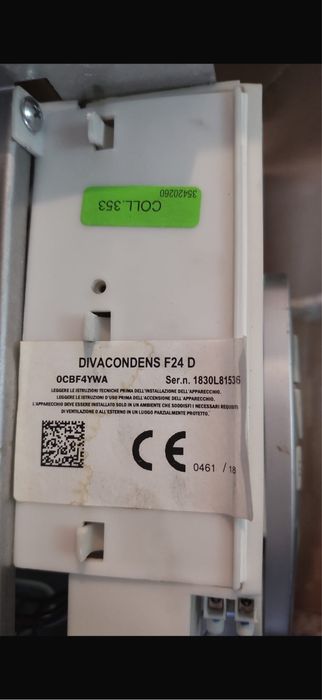 35420260
COLL.353
DIVACONDENS F24 D
0CBF4YWA Ser.n. 1830L81536
LEGGERE LE ISTRUZIONI TECNICHE PRIMA DELL'INSTALLAZIONE DELL'APPARECCHIO.
LEGGERE LE ISTRUZIONI D'USO PRIMA DELL'ACCENSIONE DELL'APPARECCHIO.
L'APPARECCHIO DEVE ESSERE INSTALLATO SOLO IN UN AMBIENTE CHE SODDISFI I NECESSARI REQUISITI
DI VENTILAZIONE O ALL'ESTERNO IN UN LUOGO PARZIALMENTE PROTETTO.
CE 0461 / 18